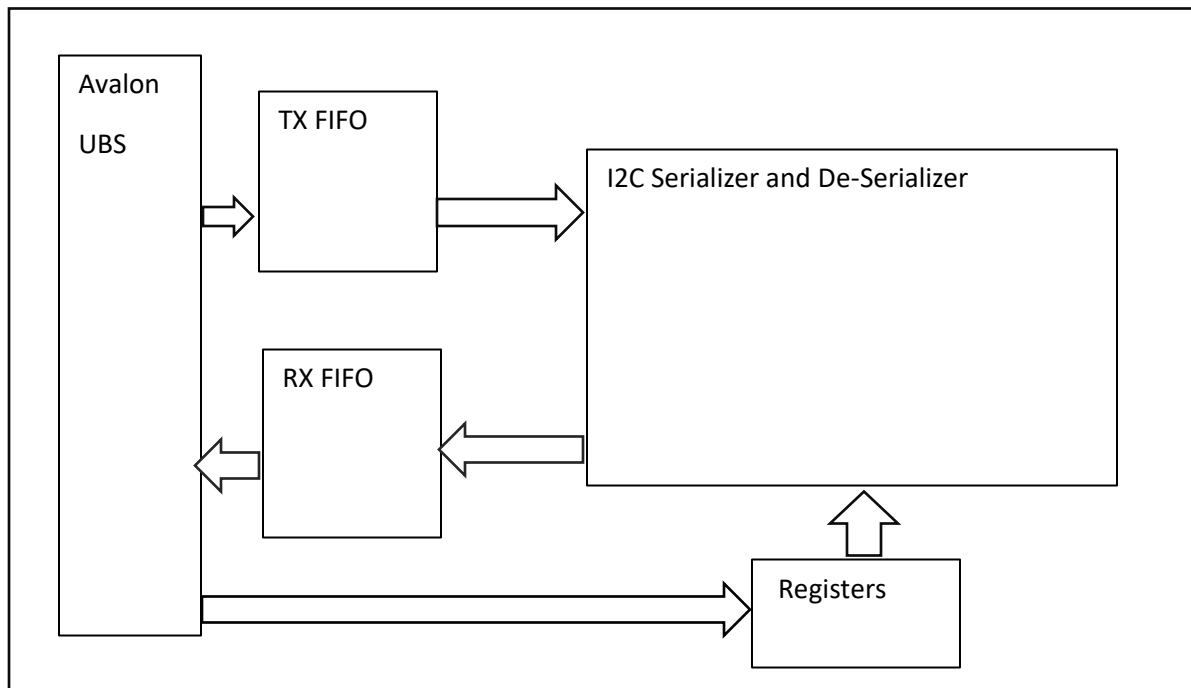 Avalon
UBS
TX FIFO
I2C Serializer and De-Serializer
RX FIFO
Registers